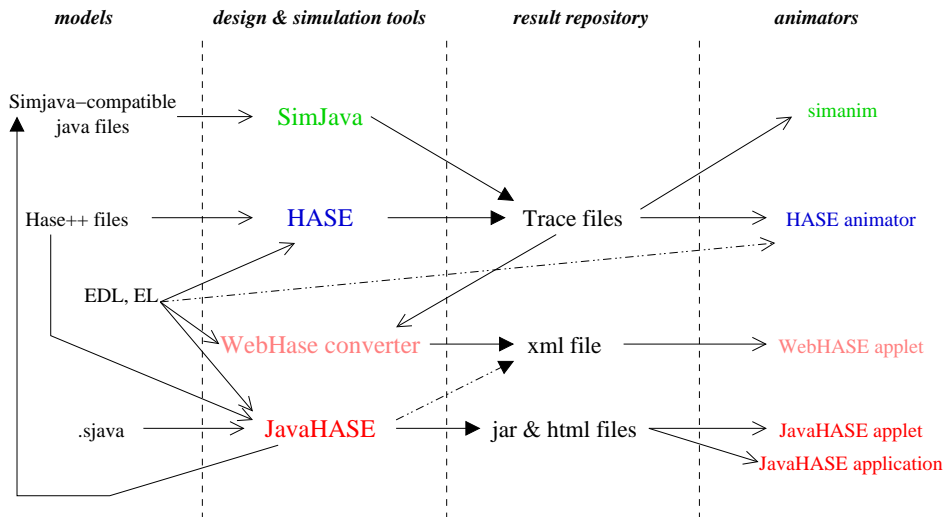 models design & simulation tools result repository animators
Simjava−compatible
java files
SimJava
simanim
Hase++ files
HASE
Trace files
HASE animator
EDL, EL
WebHase converter
xml file
WebHASE applet
.sjava
JavaHASE
jar & html files
JavaHASE applet
JavaHASE application